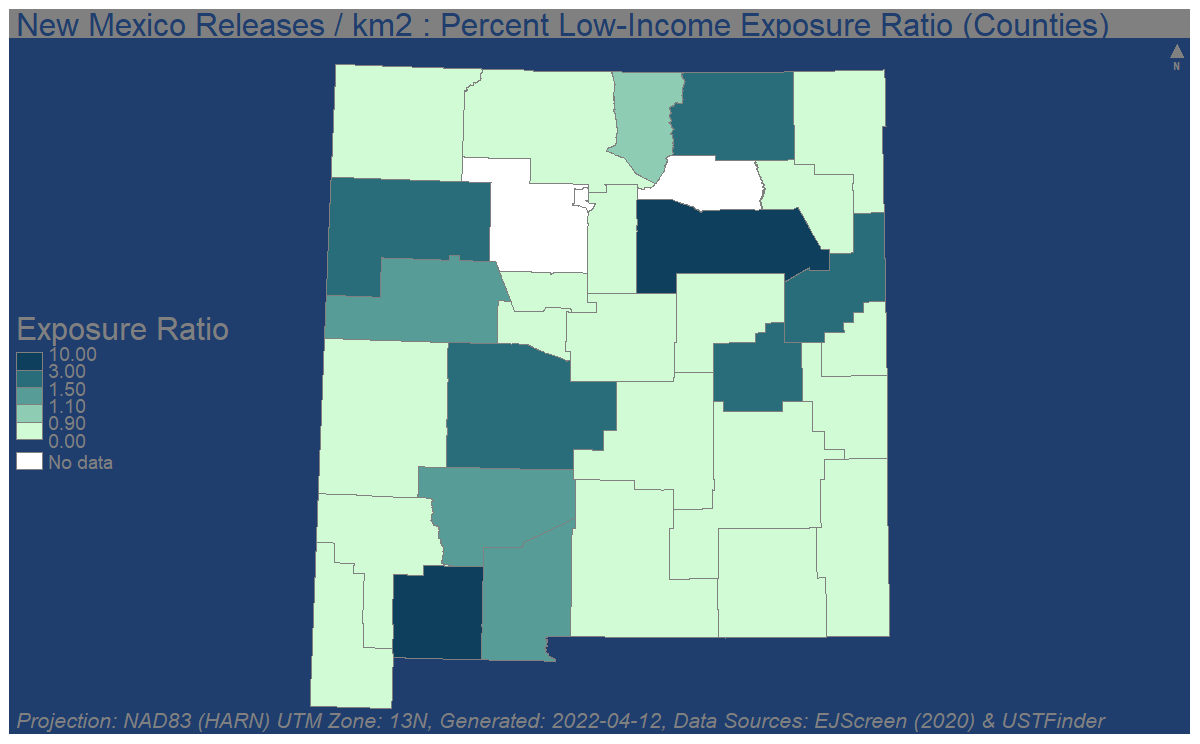 New Mexico Releases / km2 : Percent Low-Income Exposure Ratio (Counties)
N
Exposure Ratio
10.00
3.00
1.50
1.10
0.90
0.00
No data
Projection: NAD83 (HARN) UTM Zone: 13N, Generated: 2022-04-12, Data Sources: EJScreen (2020) & USTFinder